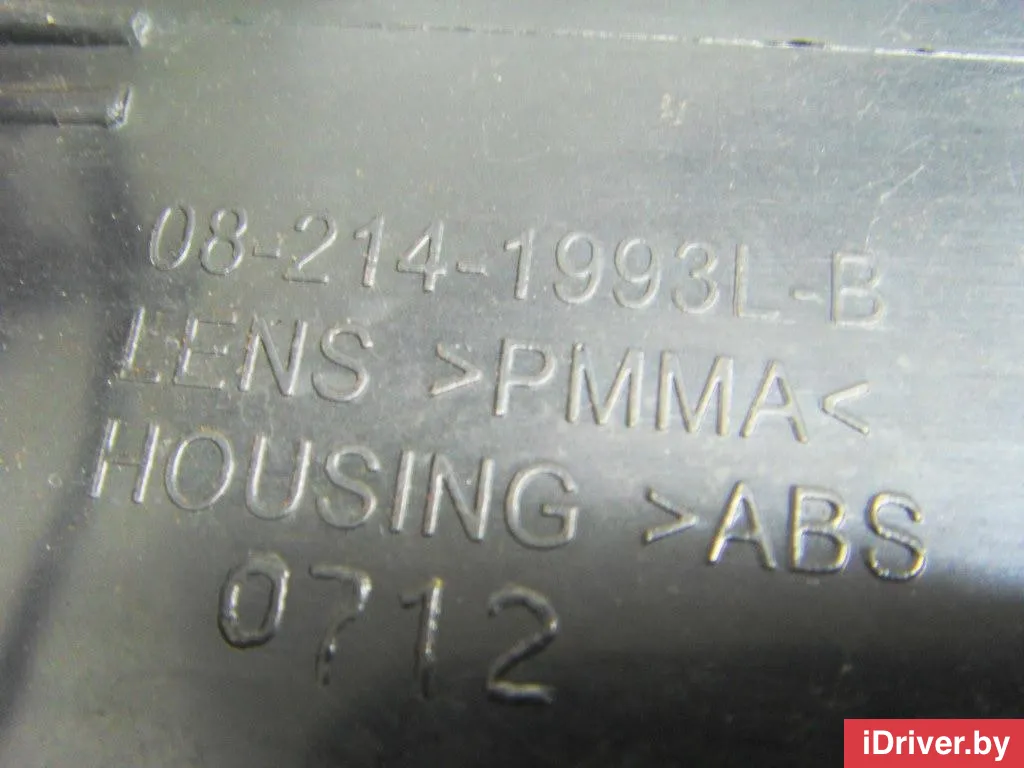 08-214-1993L-B
LENS >PMMA<
HOUSING >ABS
0712
iDriver.by